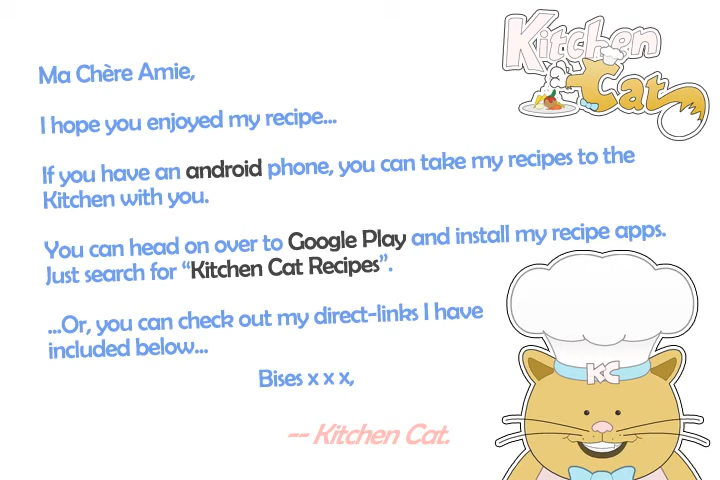 Kitchen
Cat
Ma Chère Amie,
I hope you enjoyed my recipe...
If you have an android phone, you can take my recipes to the
Kitchen with you.
You can head on over to Google Play and install my recipe apps.
Just search for “Kitchen Cat Recipes”.
...Or, you can check out my direct-links I have
included below...
Bises x x x,
-- Kitchen Cat.
KC